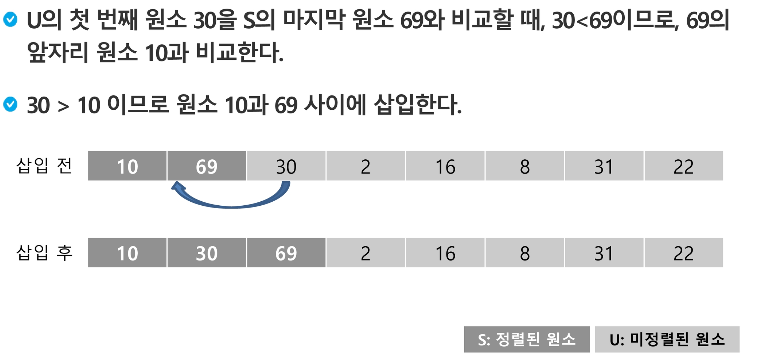 U의 첫 번째 원소 30을 S의 마지막 원소 69와 비교할 때, 30<69이므로, 69의
앞자리 원소 10과 비교한다.
30 > 10 이므로 원소 10과 69 사이에 삽입한다.
삽입 전 10 69 30 2 16 8 31 22
삽입 후 10 30 69 2 16 8 31 22
S: 정렬된 원소 U: 미정렬된 원소